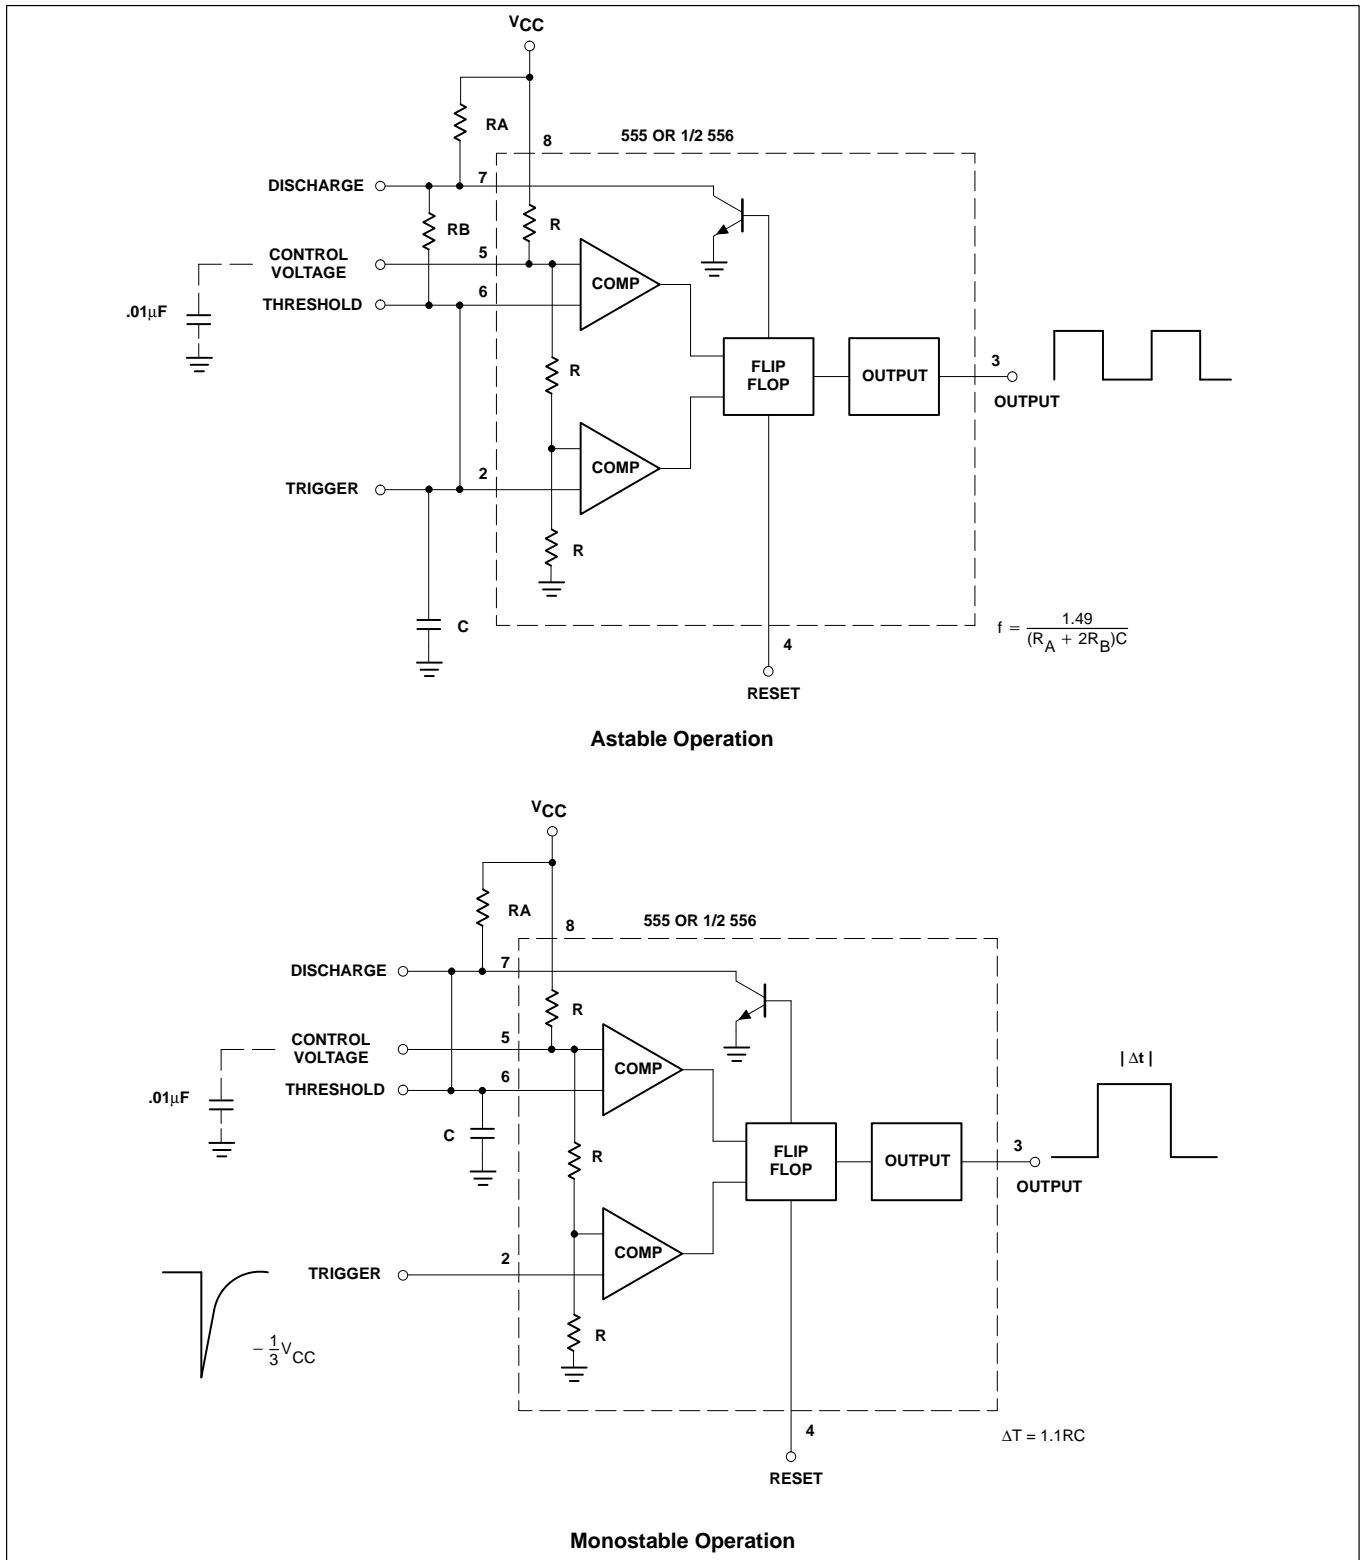 VCC
RA
8
555 OR 1/2 556
DISCHARGE
7
RB
R
CONTROL
VOLTAGE
5
COMP
THRESHOLD
6
.01μF
R
FLIP
FLOP
OUTPUT
3
OUTPUT
TRIGGER
2
COMP
R
C
4
RESET
f = 1.49
(RA + 2RB)C
Astable Operation
VCC
RA
8
555 OR 1/2 556
DISCHARGE
7
R
CONTROL
VOLTAGE
5
COMP
THRESHOLD
6
.01μF
C
R
FLIP
FLOP
OUTPUT
3
OUTPUT
| Δt |
TRIGGER
2
COMP
R
− 1/3 VCC
4
RESET
ΔT = 1.1RC
Monostable Operation